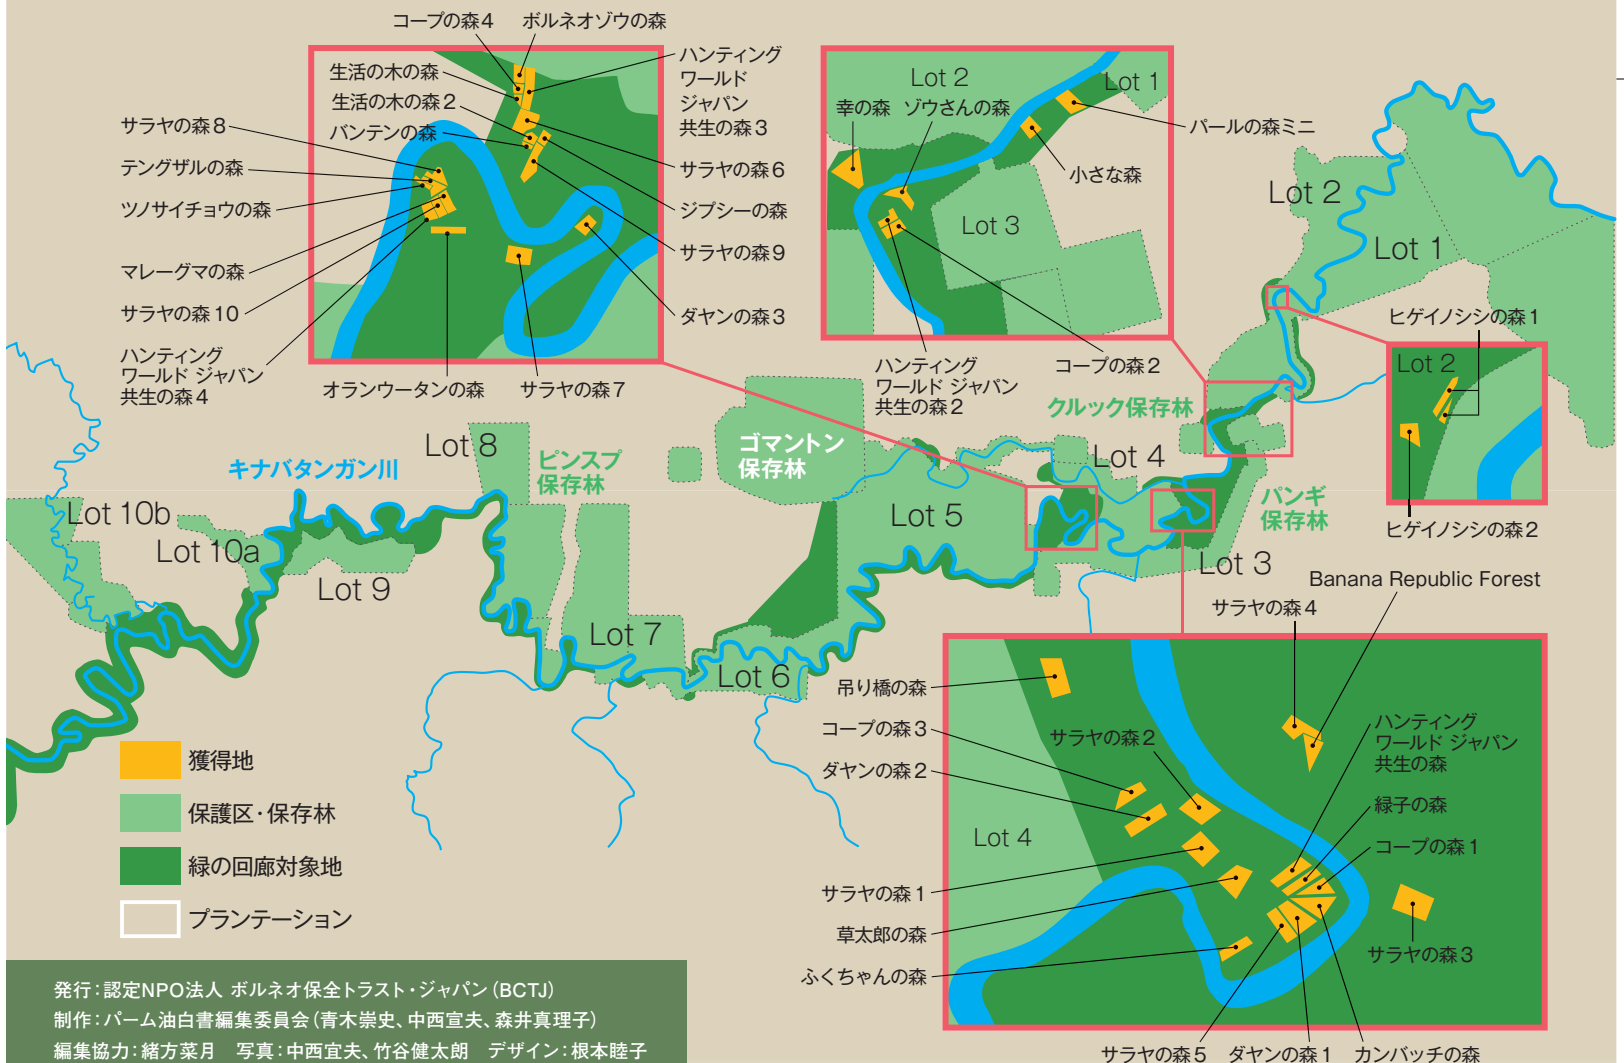 コープの森4
ボルネオゾウの森
生活の木の森
生活の木の森2
バンテンの森
ハンティング
ワールド
ジャパン
共生の森3
サラヤの森8
テングザルの森
ツノサイチョウの森
マレーグマの森
サラヤの森10
ハンティング
ワールド ジャパン
共生の森4
サラヤの森6
ジプシーの森
サラヤの森9
ダヤンの森3
オランウータンの森
サラヤの森7
Lot 2
Lot 1
幸の森
ゾウさんの森
パールの森ミニ
小さな森
Lot 3
ハンティング
ワールド ジャパン
共生の森2
コープの森2
Lot 2
Lot 1
ヒゲイノシシの森1
Lot 2
ヒゲイノシシの森2
クルック保存林
Lot 8
キナバタンガン川
ピンスプ
保存林
ゴマントン
保存林
Lot 4
Lot 5
パンギ
保存林
Lot 3
Lot 10b
Lot 10a
Lot 9
Lot 7
Lot 6
Banana Republic Forest
サラヤの森4
吊り橋の森
コープの森3
サラヤの森2
ダヤンの森2
ハンティング
ワールド ジャパン
共生の森
緑子の森
コープの森1
Lot 4
サラヤの森1
草太郎の森
ふくちゃんの森
サラヤの森3
サラヤの森5
ダヤンの森1
カンバッチの森
獲得地
保護区・保存林
緑の回廊対象地
プランテーション
発行：認定NPO法人 ボルネオ保全トラスト・ジャパン（BCTJ）
制作：パーム油白書編集委員会（青木崇史、中西宣夫、森井真理子）
編集協力：緒方菜月　写真：中西宣夫、竹谷健太朗　デザイン：根本睦子